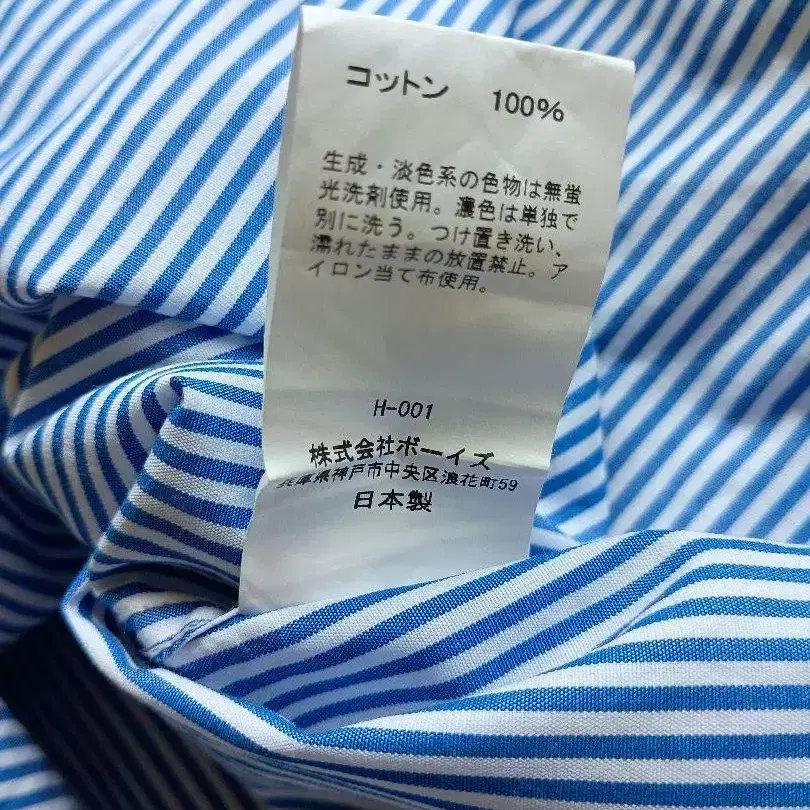 コットン 100%
生成・淡色系の色物は無蛍
光洗剤使用。濃色は単独で
別に洗う。つけ置き洗い、
濡れたままの放置禁止。ア
イロン当て布使用。
H-001
株式会社ボーイズ
兵庫県神戸市中央区浪花町59
日本製